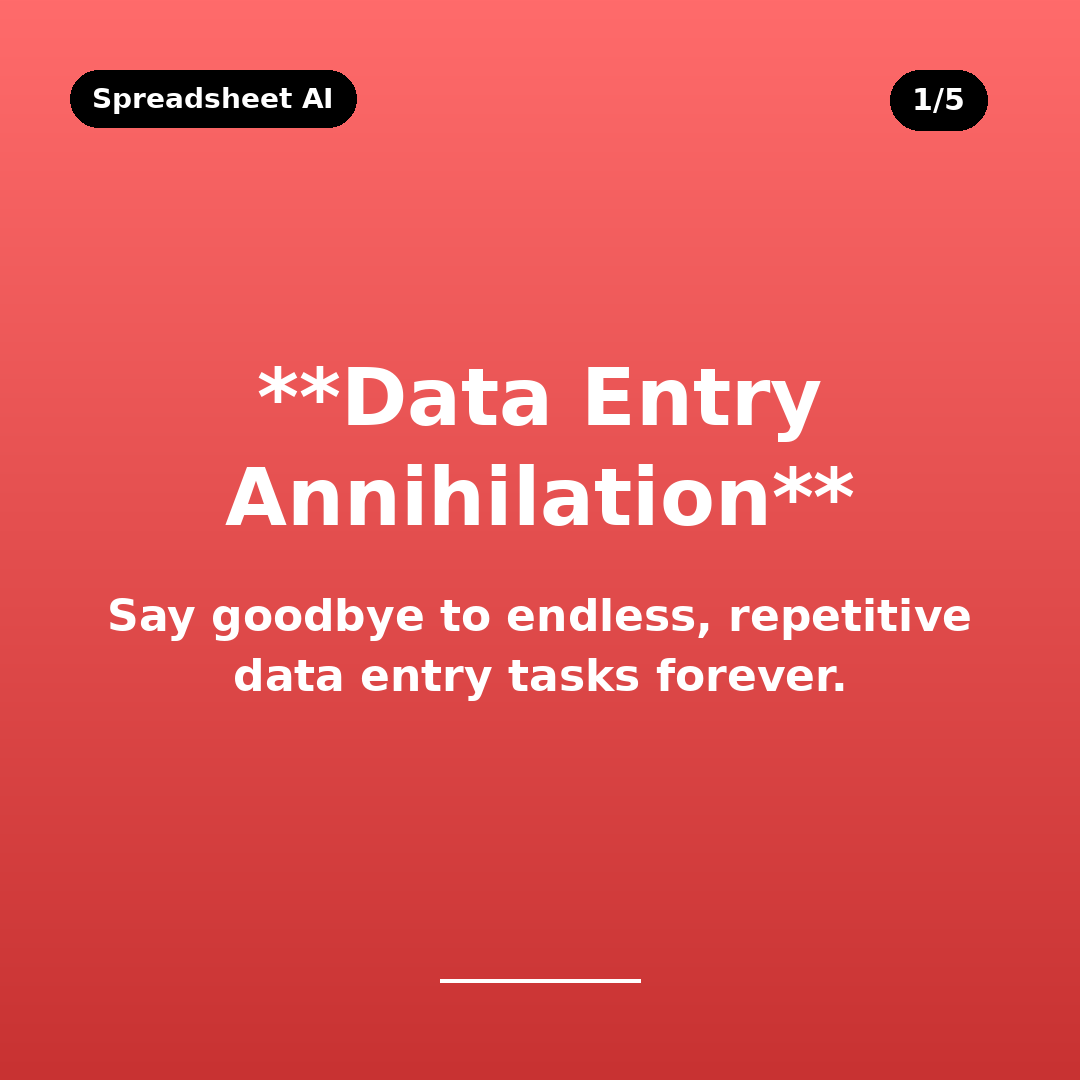 Spreadsheet AI
1/5
**Data Entry
Annihilation**
Say goodbye to endless, repetitive
data entry tasks forever.